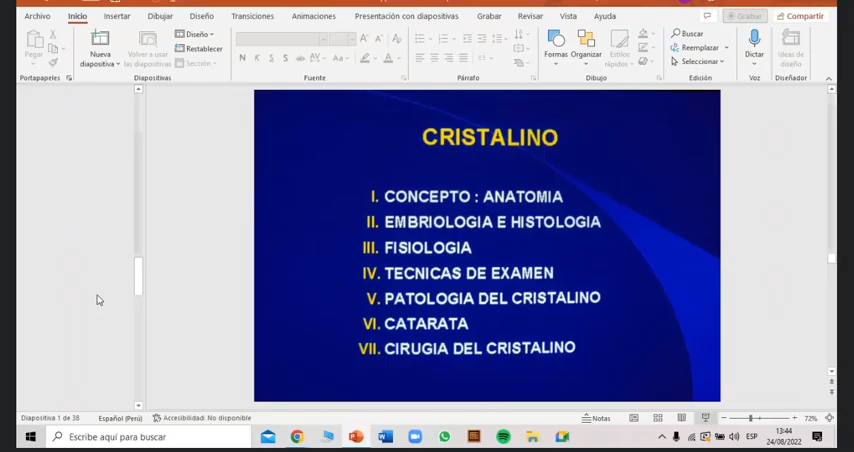 Archivo Inicio Insertar Dibujar Diseño Transiciones Animaciones Presentación con diapositivas Grabar Revisar Vista Ayuda Grabar Compartir
Pegar
Nueva diapositiva
Volver a usar las diapositivas
Diseño
Restablecer
Sección
N K S S ab AV Aa
Formas
Organizar
Estilos rápidos
Buscar
Reemplazar
Seleccionar
Dictar
Ideas de diseño
Portapapeles Diapositivas Fuente Párrafo Dibujo Edición Voz Diseñador
CRISTALINO
I. CONCEPTO : ANATOMIA
II. EMBRIOLOGIA E HISTOLOGIA
III. FISIOLOGIA
IV. TECNICAS DE EXAMEN
V. PATOLOGIA DEL CRISTALINO
VI. CATARATA
VII. CIRUGIA DEL CRISTALINO
Diapositiva 1 de 38 Español (Perú) Accesibilidad: No disponible Notas 72%
Escribe aquí para buscar
ESP
13:44
24/08/2022